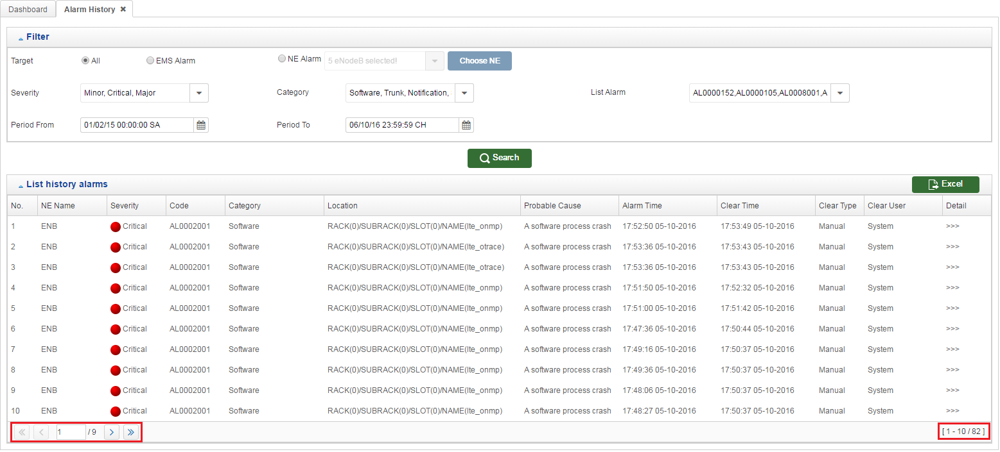 Dashboard Alarm History
Filter
Target All EMS Alarm NE Alarm 5 eNodeB selected! Choose NE
Severity Minor, Critical, Major Category Software, Trunk, Notification, List Alarm AL0000152,AL0000105,AL0008001,A
Period From 01/02/15 00:00:00 SA Period To 06/10/16 23:59:59 CH
Search
List history alarms Excel
No. NE Name Severity Code Category Location Probable Cause Alarm Time Clear Time Clear Type Clear User Detail
1 ENB Critical AL0002001 Software RACK(0)/SUBRACK(0)/SLOT(0)/NAME(lte_onmp) A software process crash 17:52:50 05-10-2016 17:53:49 05-10-2016 Manual System >>>
2 ENB Critical AL0002001 Software RACK(0)/SUBRACK(0)/SLOT(0)/NAME(lte_otrace) A software process crash 17:53:36 05-10-2016 17:53:43 05-10-2016 Manual System >>>
3 ENB Critical AL0002001 Software RACK(0)/SUBRACK(0)/SLOT(0)/NAME(lte_otrace) A software process crash 17:53:36 05-10-2016 17:53:43 05-10-2016 Manual System >>>
4 ENB Critical AL0002001 Software RACK(0)/SUBRACK(0)/SLOT(0)/NAME(lte_onmp) A software process crash 17:51:50 05-10-2016 17:52:32 05-10-2016 Manual System >>>
5 ENB Critical AL0002001 Software RACK(0)/SUBRACK(0)/SLOT(0)/NAME(lte_onmp) A software process crash 17:51:00 05-10-2016 17:51:42 05-10-2016 Manual System >>>
6 ENB Critical AL0002001 Software RACK(0)/SUBRACK(0)/SLOT(0)/NAME(lte_onmp) A software process crash 17:47:36 05-10-2016 17:50:44 05-10-2016 Manual System >>>
7 ENB Critical AL0002001 Software RACK(0)/SUBRACK(0)/SLOT(0)/NAME(lte_onmp) A software process crash 17:49:16 05-10-2016 17:50:37 05-10-2016 Manual System >>>
8 ENB Critical AL0002001 Software RACK(0)/SUBRACK(0)/SLOT(0)/NAME(lte_onmp) A software process crash 17:49:36 05-10-2016 17:50:37 05-10-2016 Manual System >>>
9 ENB Critical AL0002001 Software RACK(0)/SUBRACK(0)/SLOT(0)/NAME(lte_onmp) A software process crash 17:48:06 05-10-2016 17:50:37 05-10-2016 Manual System >>>
10 ENB Critical AL0002001 Software RACK(0)/SUBRACK(0)/SLOT(0)/NAME(lte_onmp) A software process crash 17:48:27 05-10-2016 17:50:37 05-10-2016 Manual System >>>
1 / 9 [ 1 - 10 / 82 ]